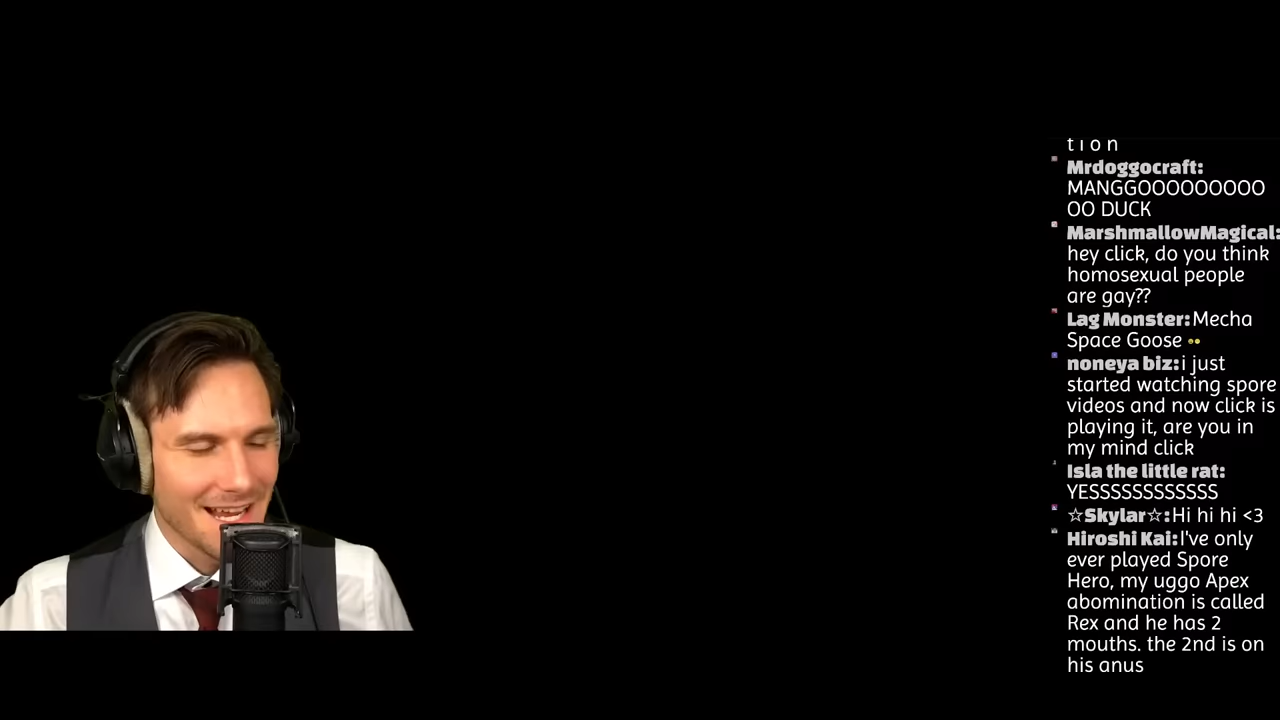 t i o n
Mrdoggocraft:
MANGGOOOOOOOOO
OO DUCK
MarshmallowMagical:
hey click, do you think
homosexual people
are gay??
Lag Monster: Mecha
Space Goose
noneya biz: i just
started watching spore
videos and now click is
playing it, are you in
my mind click
Isla the little rat:
YESSSSSSSSSSSS
☆Skylar☆: Hi hi hi <3
Hiroshi Kai: I've only
ever played Spore
Hero, my uggo Apex
abomination is called
Rex and he has 2
mouths. the 2nd is on
his anus